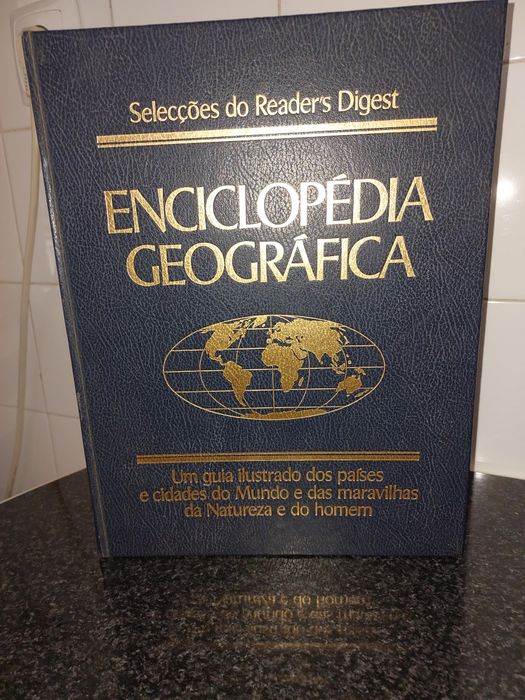 Selecções do Reader's Digest
ENCICLOPÉDIA
GEOGRÁFICA
Um guia ilustrado dos países
e cidades do Mundo e das maravilhas
da Natureza e do homem